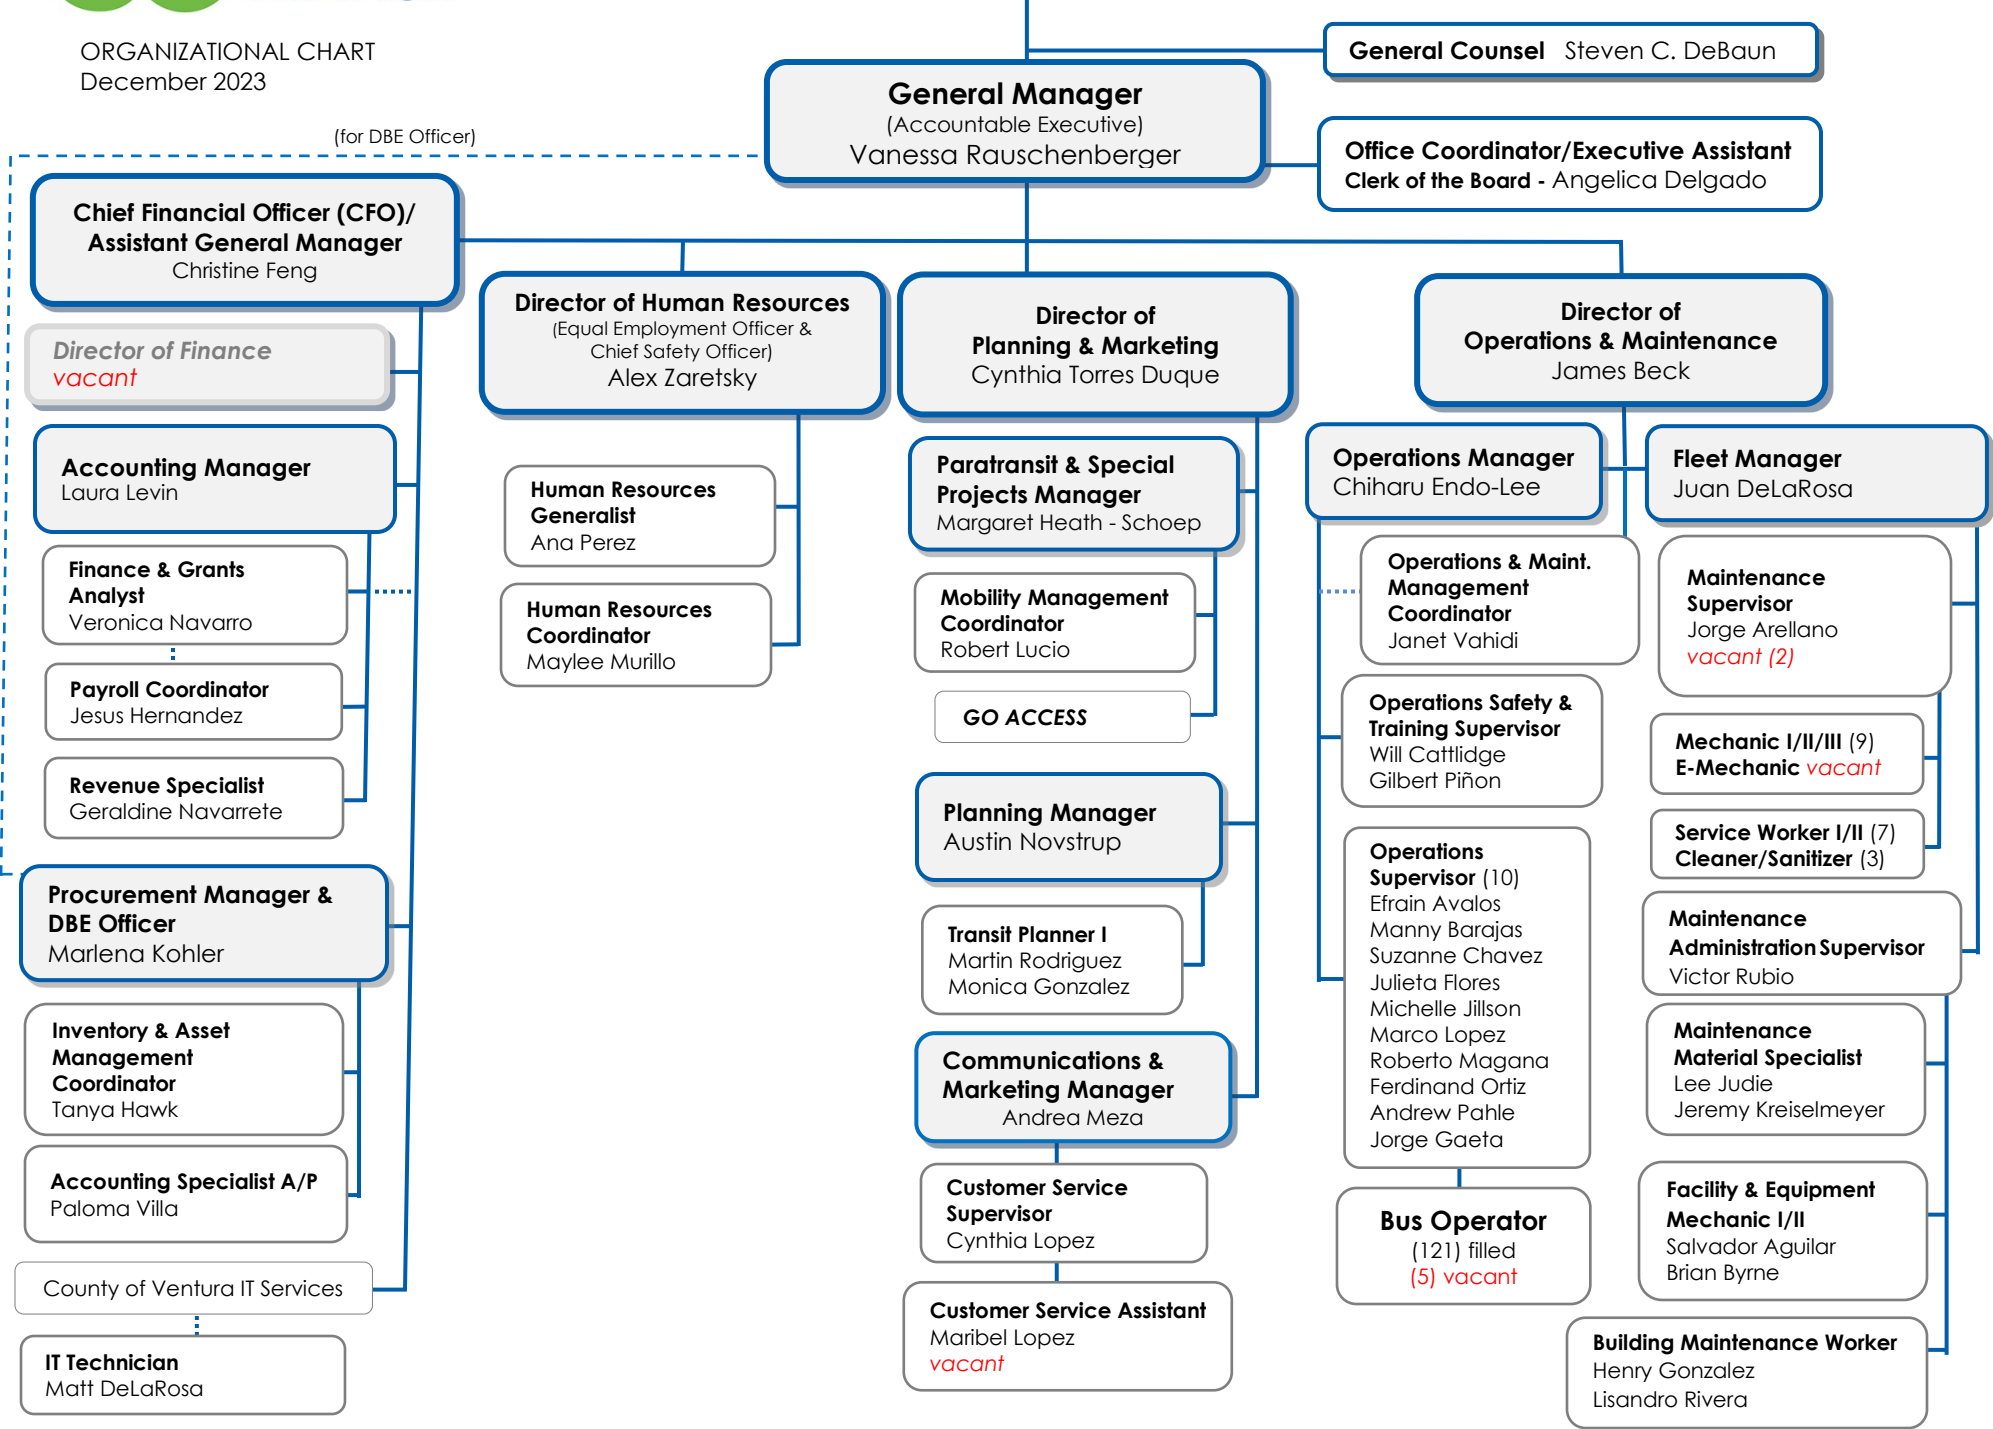 ORGANIZATIONAL CHART
December 2023
General Counsel Steven C. DeBaun
General Manager
(Accountable Executive)
Vanessa Rauschenberger
Office Coordinator/Executive Assistant
Clerk of the Board - Angelica Delgado
(for DBE Officer)
Chief Financial Officer (CFO)/
Assistant General Manager
Christine Feng
Director of Finance
vacant
Accounting Manager
Laura Levin
Finance & Grants
Analyst
Veronica Navarro
Payroll Coordinator
Jesus Hernandez
Revenue Specialist
Geraldine Navarrete
Procurement Manager &
DBE Officer
Marlena Kohler
Inventory & Asset
Management
Coordinator
Tanya Hawk
Accounting Specialist A/P
Paloma Villa
County of Ventura IT Services
IT Technician
Matt DeLaRosa
Director of Human Resources
(Equal Employment Officer &
Chief Safety Officer)
Alex Zaretsky
Human Resources
Generalist
Ana Perez
Human Resources
Coordinator
Maylee Murillo
Director of
Planning & Marketing
Cynthia Torres Duque
Paratransit & Special
Projects Manager
Margaret Heath - Schoep
Mobility Management
Coordinator
Robert Lucio
GO ACCESS
Planning Manager
Austin Novstrup
Transit Planner I
Martin Rodriguez
Monica Gonzalez
Communications &
Marketing Manager
Andrea Meza
Customer Service
Supervisor
Cynthia Lopez
Customer Service Assistant
Maribel Lopez
vacant
Director of
Operations & Maintenance
James Beck
Operations Manager
Chiharu Endo-Lee
Operations & Maint.
Management
Coordinator
Janet Vahidi
Operations Safety &
Training Supervisor
Will Cattlidge
Gilbert Piñon
Operations
Supervisor (10)
Efrain Avalos
Manny Barajas
Suzanne Chavez
Julieta Flores
Michelle Jillson
Marco Lopez
Roberto Magana
Ferdinand Ortiz
Andrew Pahle
Jorge Gaeta
Bus Operator
(121) filled
(5) vacant
Fleet Manager
Juan DeLaRosa
Maintenance
Supervisor
Jorge Arellano
vacant (2)
Mechanic I/II/III (9)
E-Mechanic vacant
Service Worker I/II (7)
Cleaner/Sanitizer (3)
Maintenance
Administration Supervisor
Victor Rubio
Maintenance
Material Specialist
Lee Judie
Jeremy Kreiselmeyer
Facility & Equipment
Mechanic I/II
Salvador Aguilar
Brian Byrne
Building Maintenance Worker
Henry Gonzalez
Lisandro Rivera